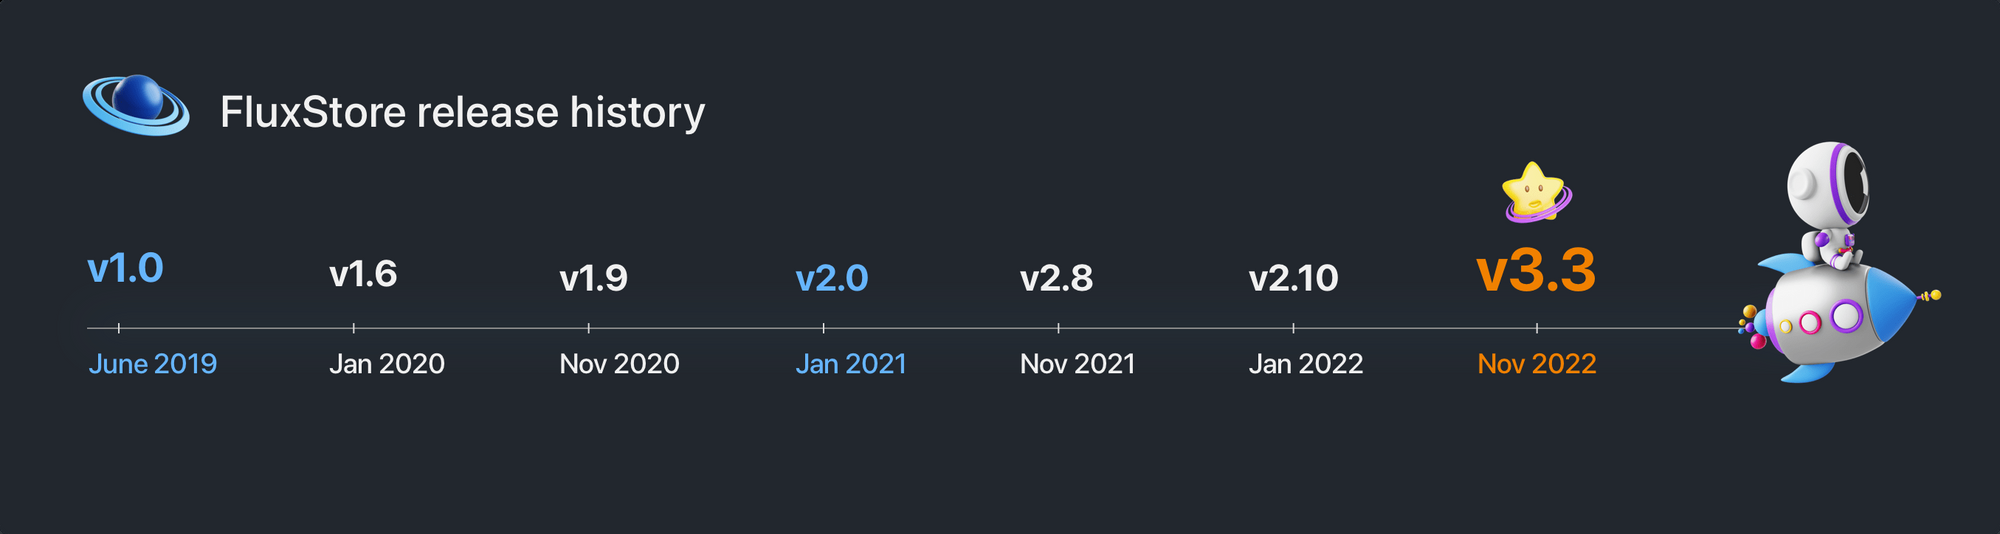 FluxStore release history
v1.0
v1.6
v1.9
v2.0
v2.8
v2.10
v3.3
June 2019
Jan 2020
Nov 2020
Jan 2021
Nov 2021
Jan 2022
Nov 2022